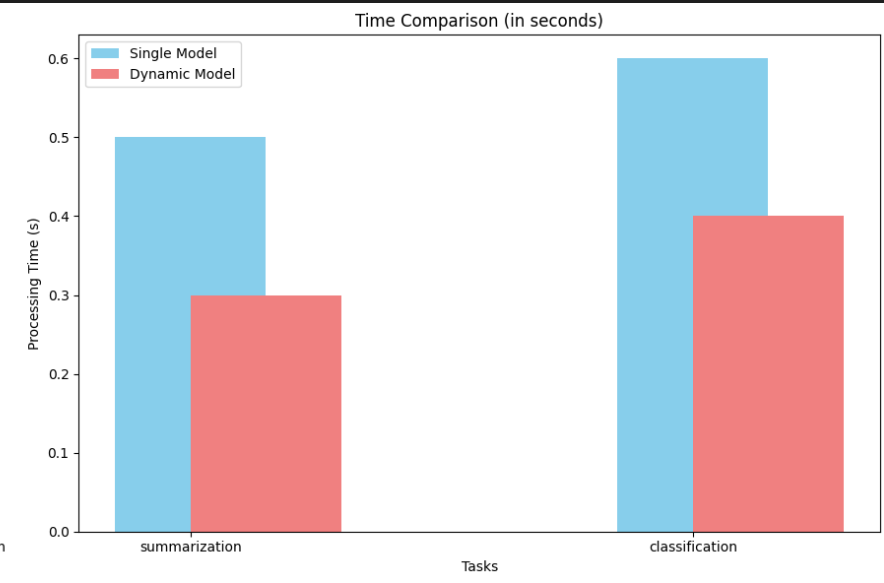 Time Comparison (in seconds)
Single Model
Dynamic Model
Processing Time (s)
0.6
0.5
0.4
0.3
0.2
0.1
0.0
summarization
classification
Tasks